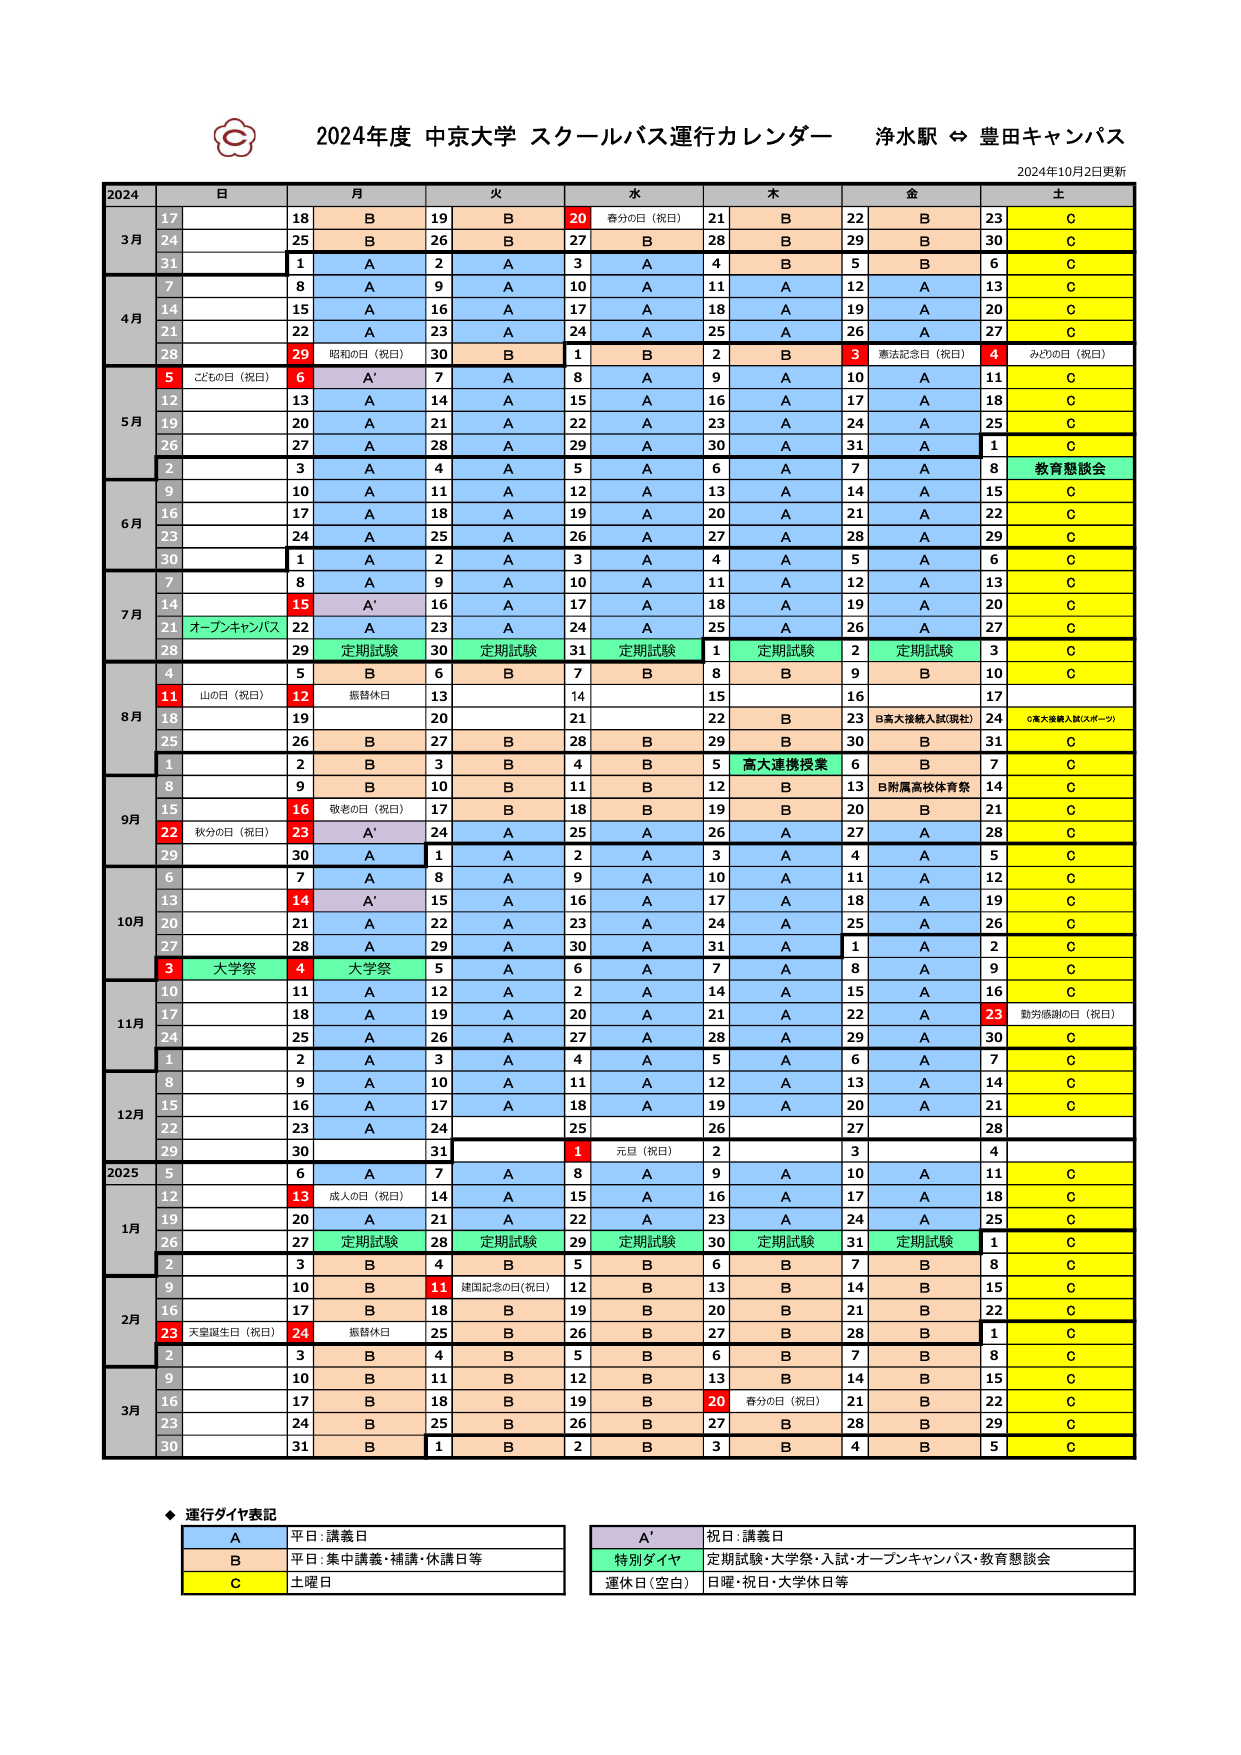 2024年度 中京大学 スクールバス運行カレンダー 浄水駅 ⇔ 豊田キャンパス
2024年10月2日更新
2024 日 月 火 水 木 金 土
3月
17 18 B 19 B 20 春分の日（祝日） 21 B 22 B 23 C
24 25 B 26 B 27 B 28 B 29 B 30 C
31 1 A 2 A 3 A 4 B 5 B 6 C
4月
7 8 A 9 A 10 A 11 A 12 A 13 C
14 15 A 16 A 17 A 18 A 19 A 20 C
21 22 A 23 A 24 A 25 A 26 A 27 C
28 29 昭和の日（祝日） 30 B 1 B 2 B 3 憲法記念日（祝日） 4 みどりの日（祝日）
5月
5 こどもの日（祝日） 6 A' 7 A 8 A 9 A 10 A 11 C
12 13 A 14 A 15 A 16 A 17 A 18 C
19 20 A 21 A 22 A 23 A 24 A 25 C
26 27 A 28 A 29 A 30 A 31 A 1 C
2 3 A 4 A 5 A 6 A 7 A 8 教育懇談会
6月
9 10 A 11 A 12 A 13 A 14 A 15 C
16 17 A 18 A 19 A 20 A 21 A 22 C
23 24 A 25 A 26 A 27 A 28 A 29 C
30 1 A 2 A 3 A 4 A 5 A 6 C
7月
7 8 A 9 A 10 A 11 A 12 A 13 C
14 15 A' 16 A 17 A 18 A 19 A 20 C
21 オープンキャンパス 22 A 23 A 24 A 25 A 26 A 27 C
28 29 定期試験 30 定期試験 31 定期試験 1 定期試験 2 定期試験 3 C
8月
4 5 B 6 B 7 B 8 B 9 B 10 C
11 山の日（祝日） 12 振替休日 13 14 15 16 17
18 19 20 21 22 B 23 B高大接続入試(現社) 24 C高大接続入試(スポーツ)
25 26 B 27 B 28 B 29 B 30 B 31 C
1 2 B 3 B 4 B 5 高大連携授業 6 B 7 C
9月
8 9 B 10 B 11 B 12 B 13 B附属高校体育祭 14 C
15 16 敬老の日（祝日） 17 B 18 B 19 B 20 B 21 C
22 秋分の日（祝日） 23 A' 24 A 25 A 26 A 27 A 28 C
29 30 A 1 A 2 A 3 A 4 A 5 C
10月
6 7 A 8 A 9 A 10 A 11 A 12 C
13 14 A' 15 A 16 A 17 A 18 A 19 C
20 21 A 22 A 23 A 24 A 25 A 26 C
27 28 A 29 A 30 A 31 A 1 A 2 C
3 大学祭 4 大学祭 5 A 6 A 7 A 8 A 9 C
11月
10 11 A 12 A 2 A 14 A 15 A 16 C
17 18 A 19 A 20 A 21 A 22 A 23 勤労感謝の日（祝日）
24 25 A 26 A 27 A 28 A 29 A 30 C
1 2 A 3 A 4 A 5 A 6 A 7 C
12月
8 9 A 10 A 11 A 12 A 13 A 14 C
15 16 A 17 A 18 A 19 A 20 A 21 C
22 23 A 24 25 26 27 28
29 30 31 1 元旦（祝日） 2 3 4
2025 5 6 A 7 A 8 A 9 A 10 A 11 C
1月
12 13 成人の日（祝日） 14 A 15 A 16 A 17 A 18 C
19 20 A 21 A 22 A 23 A 24 A 25 C
26 27 定期試験 28 定期試験 29 定期試験 30 定期試験 31 定期試験 1 C
2 3 B 4 B 5 B 6 B 7 B 8 C
2月
9 10 B 11 建国記念の日(祝日) 12 B 13 B 14 B 15 C
16 17 B 18 B 19 B 20 B 21 B 22 C
23 天皇誕生日（祝日） 24 振替休日 25 B 26 B 27 B 28 B 1 C
2 3 B 4 B 5 B 6 B 7 B 8 C
3月
9 10 B 11 B 12 B 13 B 14 B 15 C
16 17 B 18 B 19 B 20 春分の日（祝日） 21 B 22 C
23 24 B 25 B 26 B 27 B 28 B 29 C
30 31 B 1 B 2 B 3 B 4 B 5 C
◆ 運行ダイヤ表記
A 平日：講義日
B 平日：集中講義・補講・休講日等
C 土曜日
A' 祝日：講義日
特別ダイヤ 定期試験・大学祭・入試・オープンキャンパス・教育懇談会
運休日（空白） 日曜・祝日・大学休日等